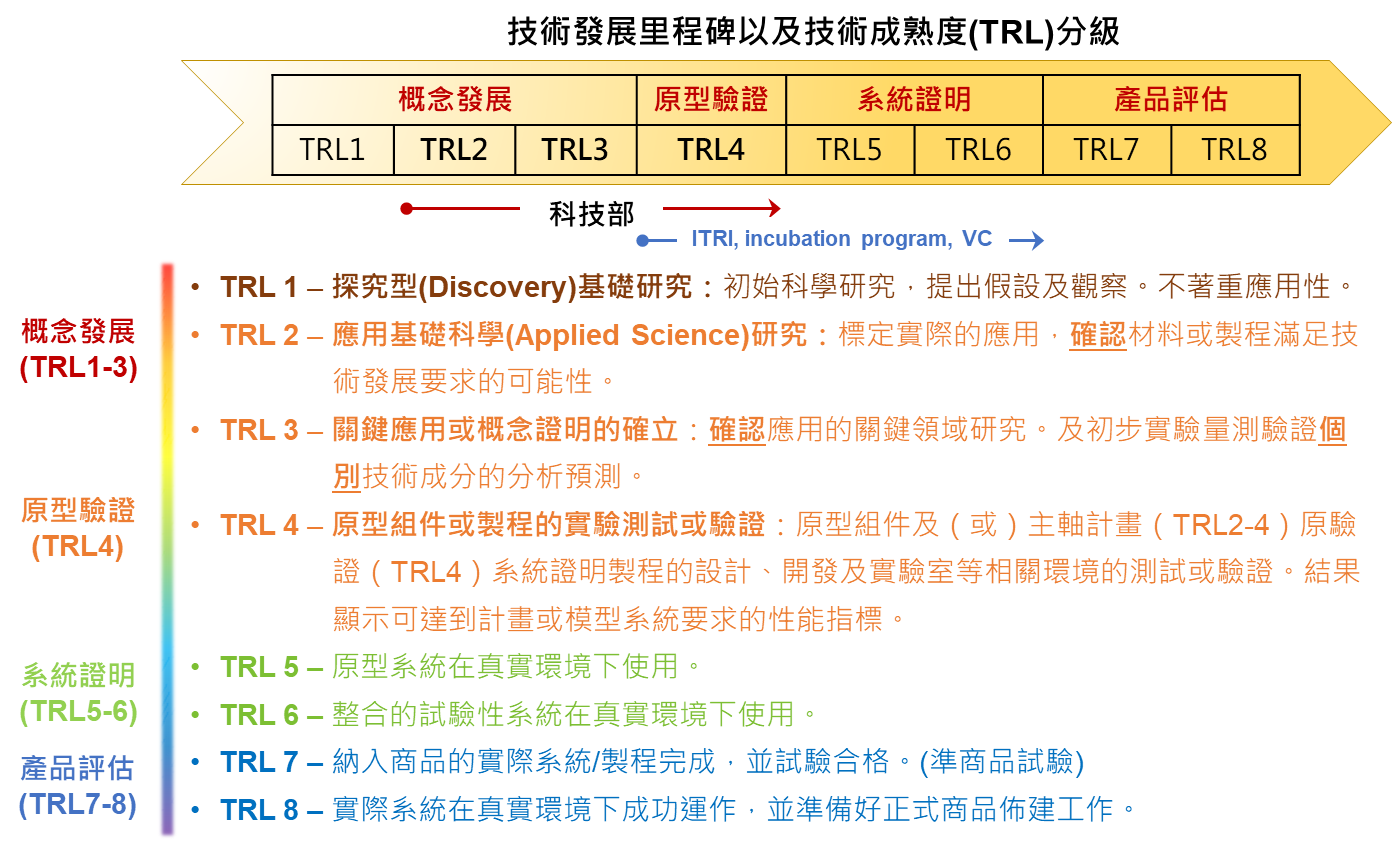 技術發展里程碑以及技術成熟度(TRL)分級
概念發展 原型驗證 系統證明 產品評估
TRL1 TRL2 TRL3 TRL4 TRL5 TRL6 TRL7 TRL8
科技部
ITRI, incubation program, VC
概念發展
(TRL1-3)
原型驗證
(TRL4)
系統證明
(TRL5-6)
產品評估
(TRL7-8)
• TRL 1 – 探究型(Discovery)基礎研究：初始科學研究，提出假設及觀察。不著重應用性。
• TRL 2 – 應用基礎科學(Applied Science)研究：標定實際的應用，確認材料或製程滿足技
術發展要求的可能性。
• TRL 3 – 關鍵應用或概念證明的確立：確認應用的關鍵領域研究。及初步實驗量測驗證個
別技術成分的分析預測。
• TRL 4 – 原型組件或製程的實驗測試或驗證：原型組件及（或）主軸計畫（TRL2-4）原驗
證（TRL4）系統證明製程的設計、開發及實驗室等相關環境的測試或驗證。結果
顯示可達到計畫或模型系統要求的性能指標。
• TRL 5 – 原型系統在真實環境下使用。
• TRL 6 – 整合的試驗性系統在真實環境下使用。
• TRL 7 – 納入商品的實際系統/製程完成，並試驗合格。(準商品試驗)
• TRL 8 – 實際系統在真實環境下成功運作，並準備好正式商品佈建工作。